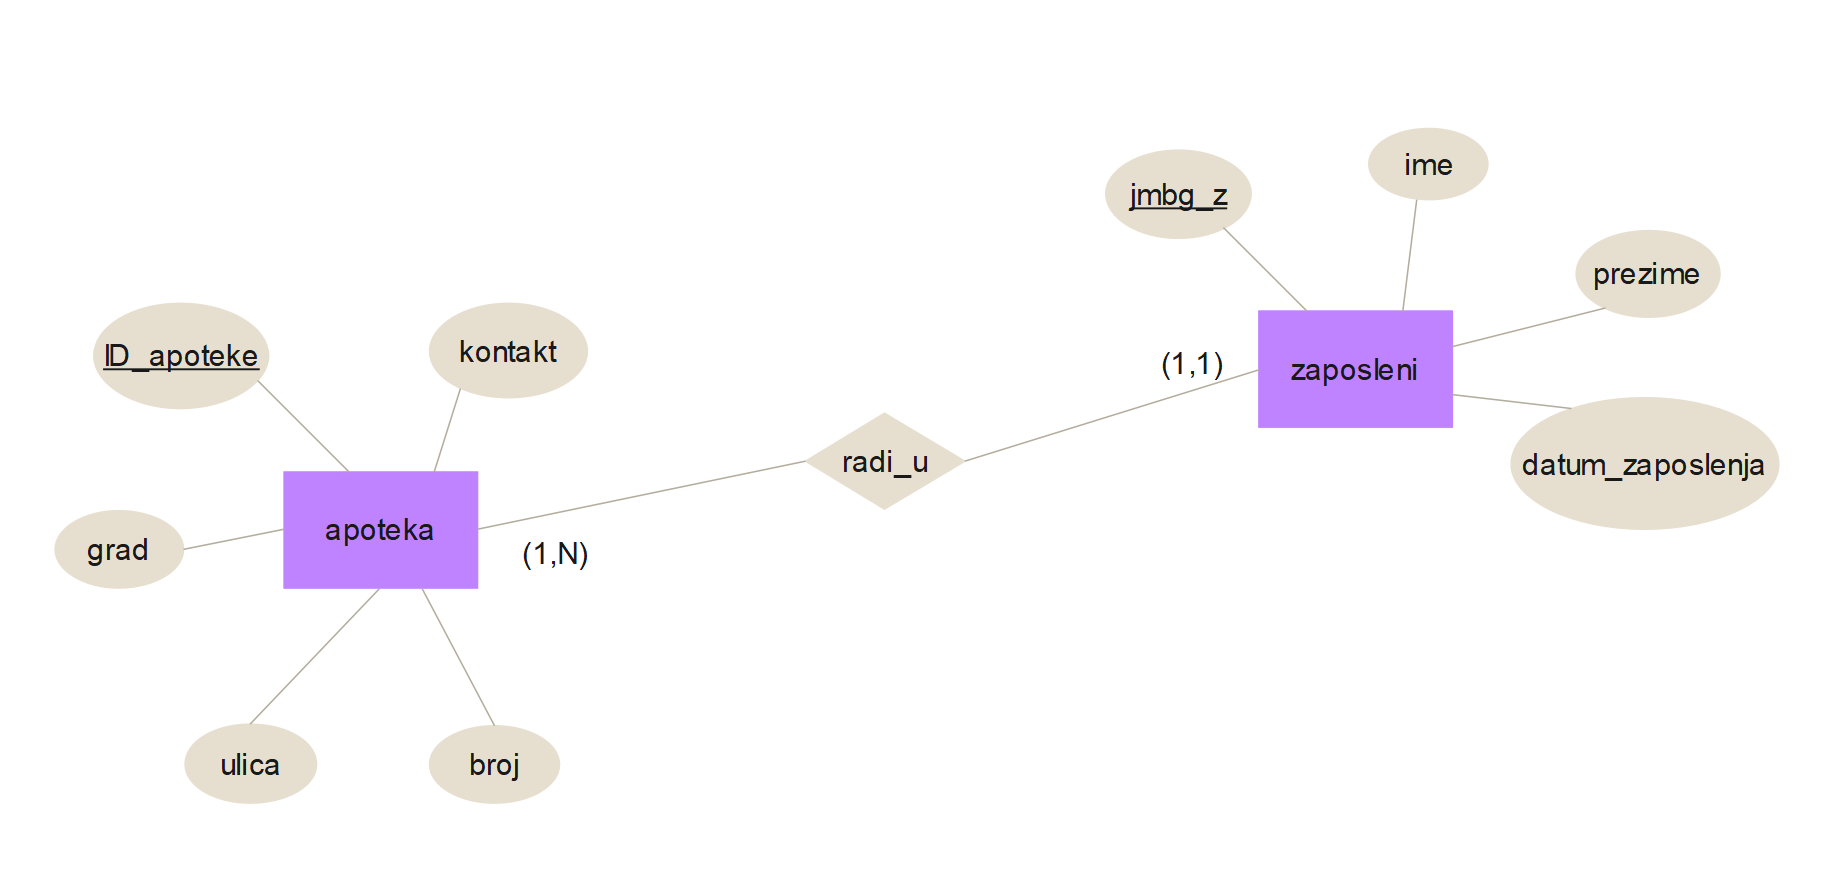 ime
jmbg_z
prezime
ID_apoteke
kontakt
(1,1)
zaposleni
radi_u
datum_zaposlenja
apoteka
(1,N)
grad
ulica
broj